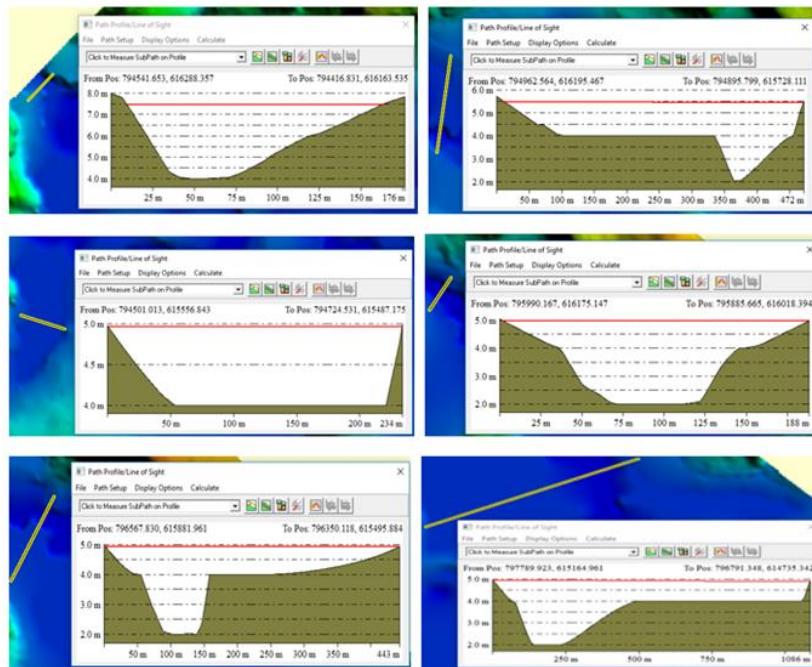 Path Profile/Line of Sight
File Path Setup Display Options Calculate
Click to Measure SubPath on Profile
From Pos: 794541.653, 616288.357 To Pos: 794416.831, 616163.535
8.0 m
7.0 m
6.0 m
5.0 m
4.0 m
25 m 50 m 75 m 100 m 125 m 150 m 176 m
Path Profile/Line of Sight
File Path Setup Display Options Calculate
Click to Measure SubPath on Profile
From Pos: 794962.564, 616195.467 To Pos: 794895.799, 615728.111
6.0 m
5.0 m
4.0 m
3.0 m
2.0 m
50 m 100 m 150 m 200 m 250 m 300 m 350 m 400 m 472 m
Path Profile/Line of Sight
File Path Setup Display Options Calculate
Click to Measure SubPath on Profile
From Pos: 794501.013, 615556.843 To Pos: 794724.531, 615487.175
5.0 m
4.5 m
4.0 m
50 m 100 m 150 m 200 m 234 m
Path Profile/Line of Sight
File Path Setup Display Options Calculate
Click to Measure SubPath on Profile
From Pos: 795990.167, 616175.147 To Pos: 795885.665, 616018.394
5.0 m
4.0 m
3.0 m
2.0 m
25 m 50 m 75 m 100 m 125 m 150 m 188 m
Path Profile/Line of Sight
File Path Setup Display Options Calculate
Click to Measure SubPath on Profile
From Pos: 796567.830, 615881.961 To Pos: 796350.118, 615495.884
5.0 m
4.0 m
3.0 m
2.0 m
50 m 100 m 150 m 200 m 250 m 300 m 350 m 443 m
Path Profile/Line of Sight
File Path Setup Display Options Calculate
Click to Measure SubPath on Profile
From Pos: 797789.923, 615164.961 To Pos: 796791.348, 614735.342
5.0 m
4.0 m
3.0 m
2.0 m
250 m 500 m 750 m 1086 m